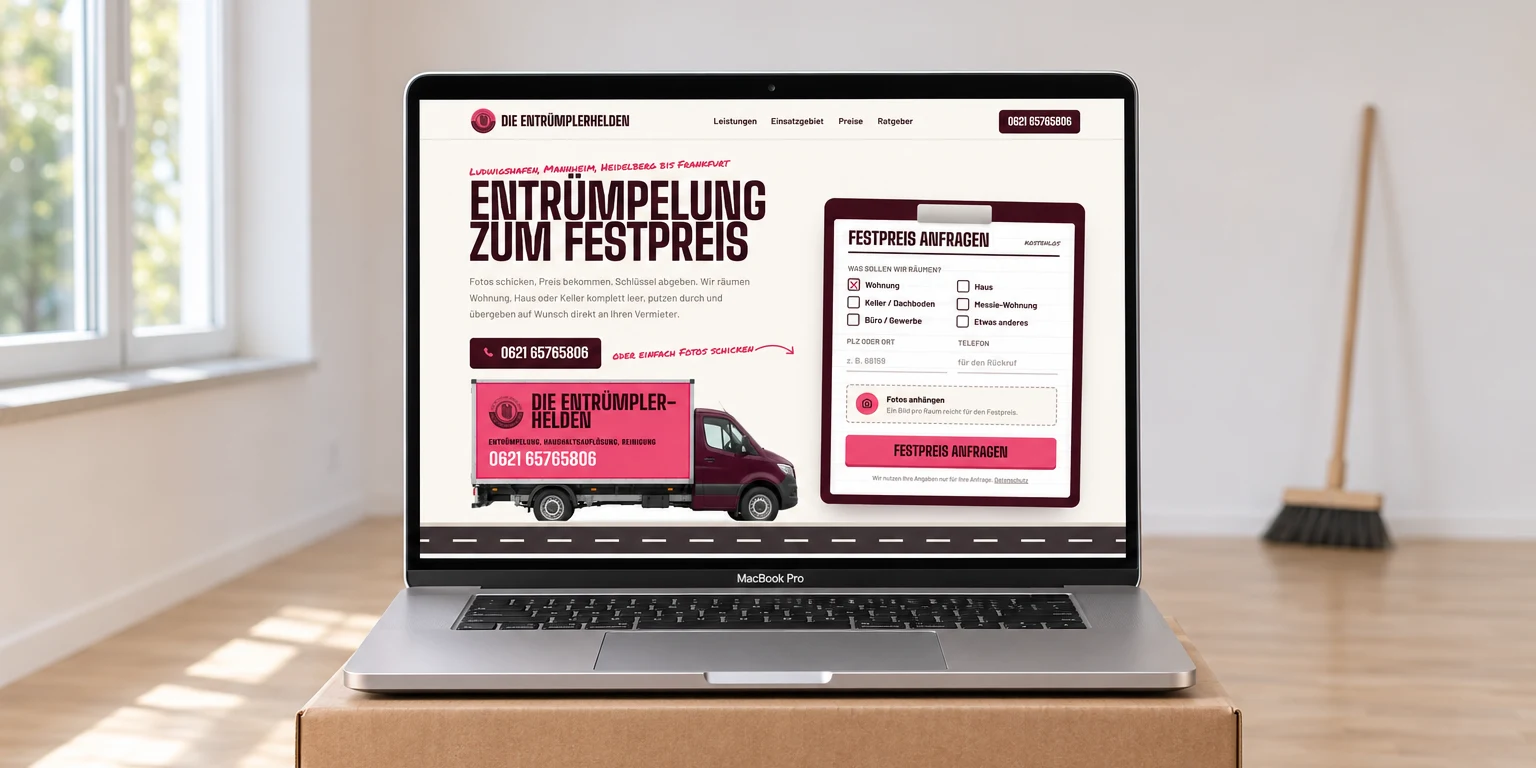 DIE ENTRÜMPLERHELDEN
Leistungen Einsatzgebiet Preise Ratgeber
0621 65765806
Ludwigshafen, Mannheim, Heidelberg bis Frankfurt
ENTRÜMPELUNG
ZUM FESTPREIS
Fotos schicken, Preis bekommen, Schlüssel abgeben. Wir räumen
Wohnung, Haus oder Keller komplett leer, putzen durch und
übergeben auf Wunsch direkt an Ihren Vermieter.
0621 65765806
oder einfach Fotos schicken
DIE ENTRÜMPLER-
HELDEN
ENTRÜMPELUNG, HAUSHALTSAUFLÖSUNG, REINIGUNG
0621 65765806
FESTPREIS ANFRAGEN
kostenlos
WAS SOLLEN WIR RÄUMEN?
Wohnung
Haus
Keller / Dachboden
Messie-Wohnung
Büro / Gewerbe
Etwas anderes
PLZ ODER ORT
TELEFON
z. B. 68159
für den Rückruf
Fotos anhängen
Ein Bild pro Raum reicht für den Festpreis.
FESTPREIS ANFRAGEN
Wir nutzen Ihre Angaben nur für Ihre Anfrage. Datenschutz
MacBook Pro